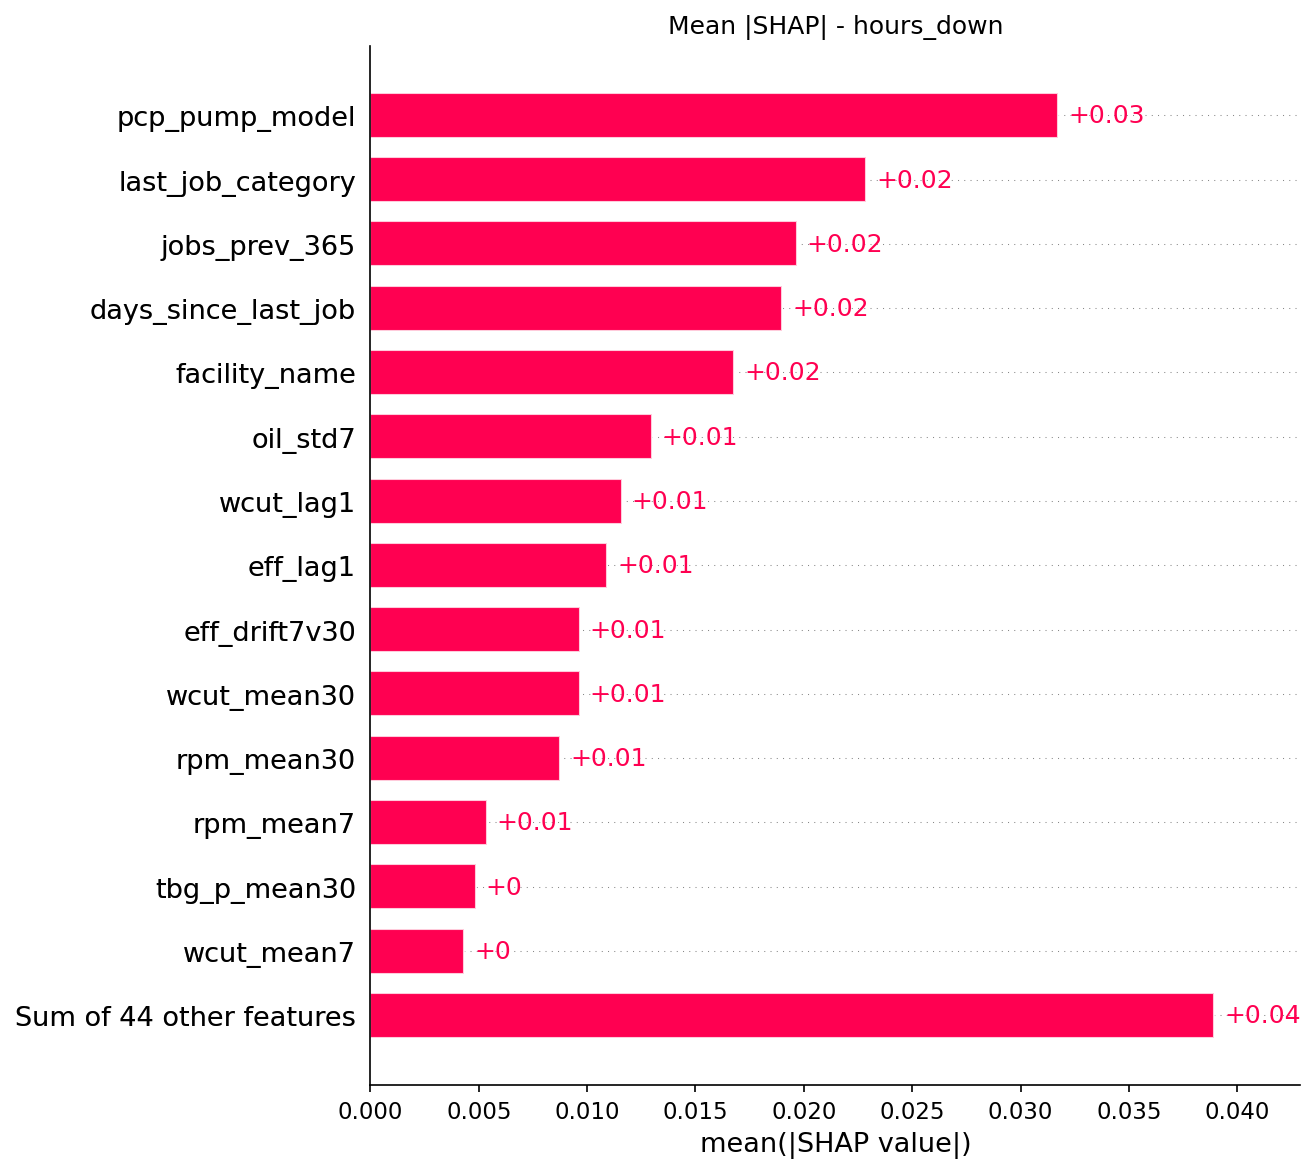 Mean |SHAP| - hours_down
pcp_pump_model +0.03
last_job_category +0.02
jobs_prev_365 +0.02
days_since_last_job +0.02
facility_name +0.02
oil_std7 +0.01
wcut_lag1 +0.01
eff_lag1 +0.01
eff_drift7v30 +0.01
wcut_mean30 +0.01
rpm_mean30 +0.01
rpm_mean7 +0.01
tbg_p_mean30 +0
wcut_mean7 +0
Sum of 44 other features +0.04
0.000 0.005 0.010 0.015 0.020 0.025 0.030 0.035 0.040
mean(|SHAP value|)